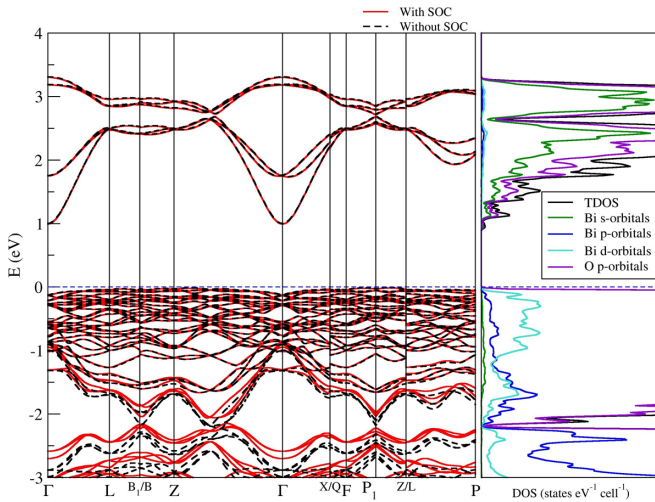 With SOC
Without SOC
4
3
2
1
0
-1
-2
-3
E (eV)
Γ L B₁/B Z Γ X/Q F P₁ Z/L P
TDOS
Bi s-orbitals
Bi p-orbitals
Bi d-orbitals
O p-orbitals
DOS (states eV⁻¹ cell⁻¹)